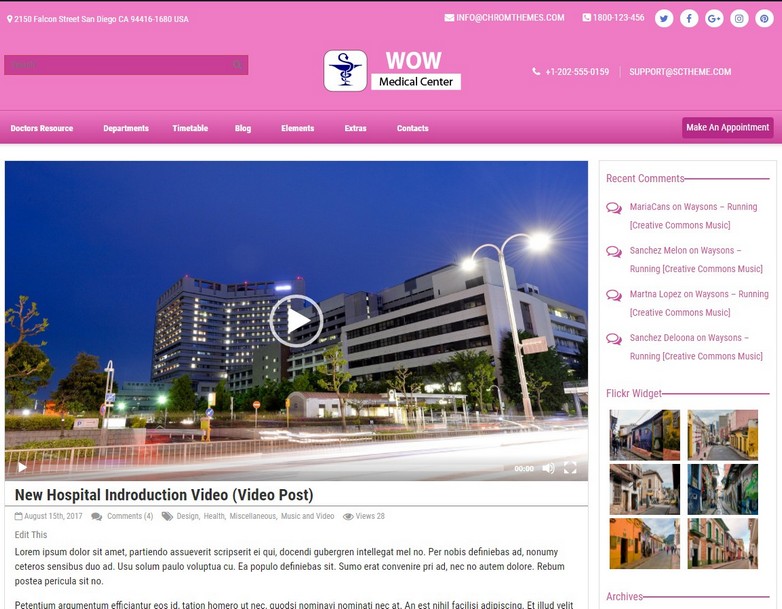 2150 Falcon Street San Diego CA 94416-1680 USA
INFO@CHROMTHEMES.COM
1800-123-456
WOW
Medical Center
+1-202-555-0159
SUPPORT@SCTHEME.COM
Doctors Resource Departments Timetable Blog Elements Extras Contacts
Make An Appointment
00:00
New Hospital Indroduction Video (Video Post)
August 15th, 2017 Comments (4) Design, Health, Miscellaneous, Music and Video Views 28
Edit This
Lorem ipsum dolor sit amet, partiendo assueverit scripserit ei qui, docendi gubergren intellegat mel no. Per nobis definiebas ad, nonumy
ceteros sensibus duo ad. Usu solum paulo voluptua cu. Ea populo definiebas sit. Sumo erat convenire pri ad, nec no autem dolore. Rebum
postea pericula sit no.
Petentium argumentum efficiantur eos id, tation homero ut nec, quodsi nominavi nominati nec at. An est nihil facilisi adipiscing. Et illud velit
Recent Comments
MariaCans on Waysons – Running
[Creative Commons Music]
Sanchez Melon on Waysons –
Running [Creative Commons Music]
Martna Lopez on Waysons – Running
[Creative Commons Music]
Sanchez Deloona on Waysons –
Running [Creative Commons Music]
Flickr Widget
Archives